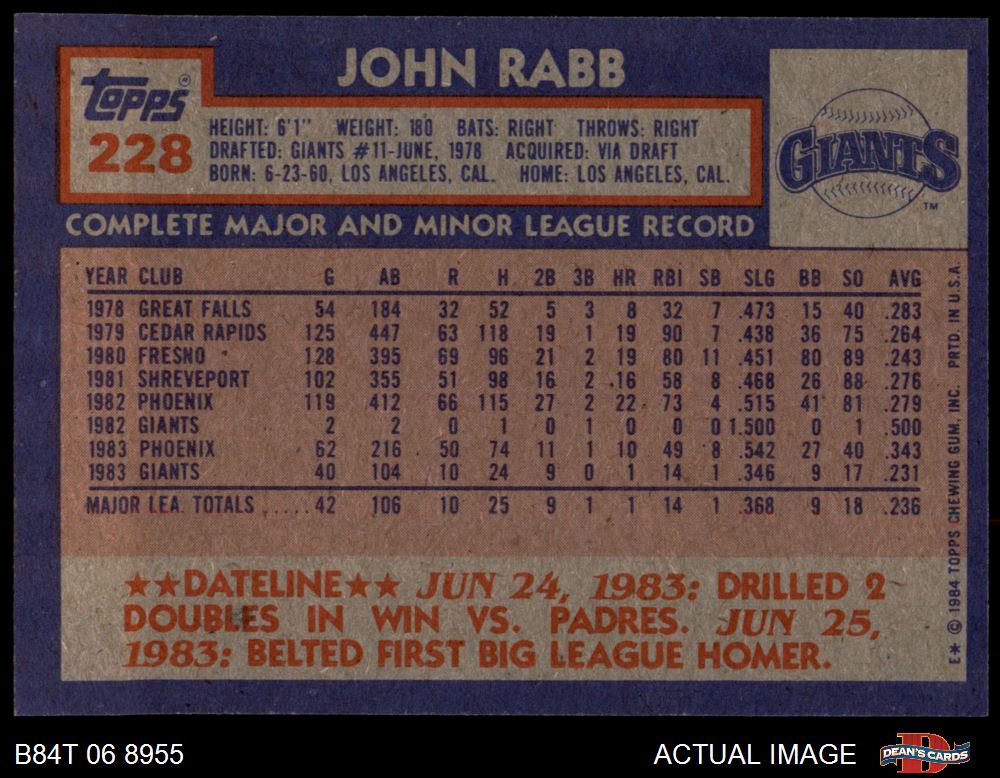 JOHN RABB
Topps®
228
HEIGHT: 6'1" WEIGHT: 180 BATS: RIGHT THROWS: RIGHT
DRAFTED: GIANTS #11-JUNE, 1978 ACQUIRED: VIA DRAFT
BORN: 6-23-60, LOS ANGELES, CAL. HOME: LOS ANGELES, CAL.
GIANTS
TM
COMPLETE MAJOR AND MINOR LEAGUE RECORD
YEAR CLUB G AB R H 2B 3B HR RBI SB SLG BB SO AVG
1978 GREAT FALLS 54 184 32 52 5 3 8 32 7 .473 15 40 .283
1979 CEDAR RAPIDS 125 447 63 118 19 1 19 90 7 .438 36 75 .264
1980 FRESNO 128 395 69 96 21 2 19 80 11 .451 80 89 .243
1981 SHREVEPORT 102 355 51 98 16 2 16 58 8 .468 26 88 .276
1982 PHOENIX 119 412 66 115 27 2 22 73 4 .515 41 81 .279
1982 GIANTS 2 2 0 1 0 1 0 0 0 1.500 0 1 .500
1983 PHOENIX 62 216 50 74 11 1 10 49 8 .542 27 40 .343
1983 GIANTS 40 104 10 24 9 0 1 14 1 .346 9 17 .231
MAJOR LEA. TOTALS .....42 106 10 25 9 1 1 14 1 .368 9 18 .236
★★DATELINE★★ JUN 24, 1983: DRILLED 2
DOUBLES IN WIN VS. PADRES. JUN 25,
1983: BELTED FIRST BIG LEAGUE HOMER.
E* © 1984 TOPPS CHEWING GUM, INC. PRTD. IN U.S.A.
B84T 06 8955
ACTUAL IMAGE
D
DEAN'S CARDS